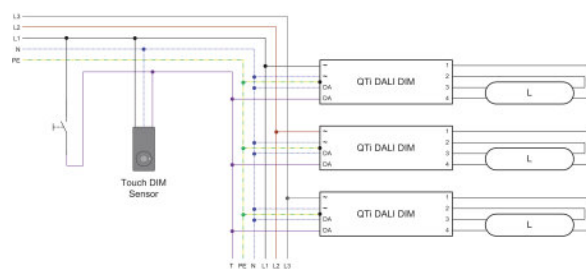 L3
L2
L1
N
PE
~
~
DA
DA
QTi DALI DIM
1
2
3
4
L
~
~
DA
DA
QTi DALI DIM
1
2
3
4
L
Touch DIM
Sensor
~
~
DA
DA
QTi DALI DIM
1
2
3
4
L
T PE N L1 L2 L3